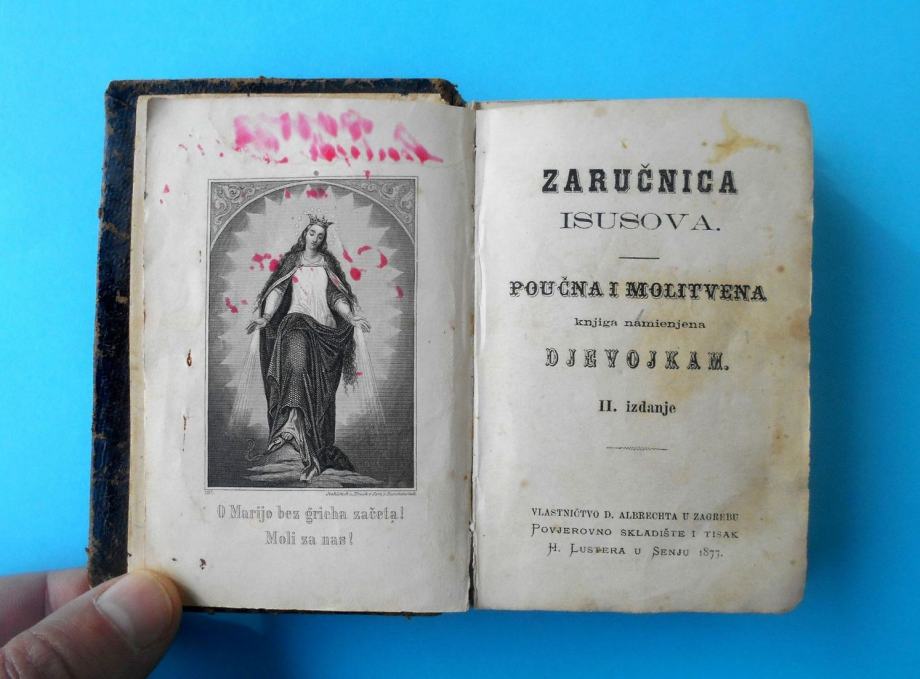 O Marijo bez grieha začeta!
Moli za nas!
ZARUČNICA
ISUSOVA.
POUČNA I MOLITVENA
knjiga namienjena
DJEVOJKAM.
II. izdanje
VLASTNIČTVO D. ALBRECHTA U ZAGREBU
POVJEROVNO SKLADIŠTE I TISAK
H. LUSTERA U SENJU 1877.